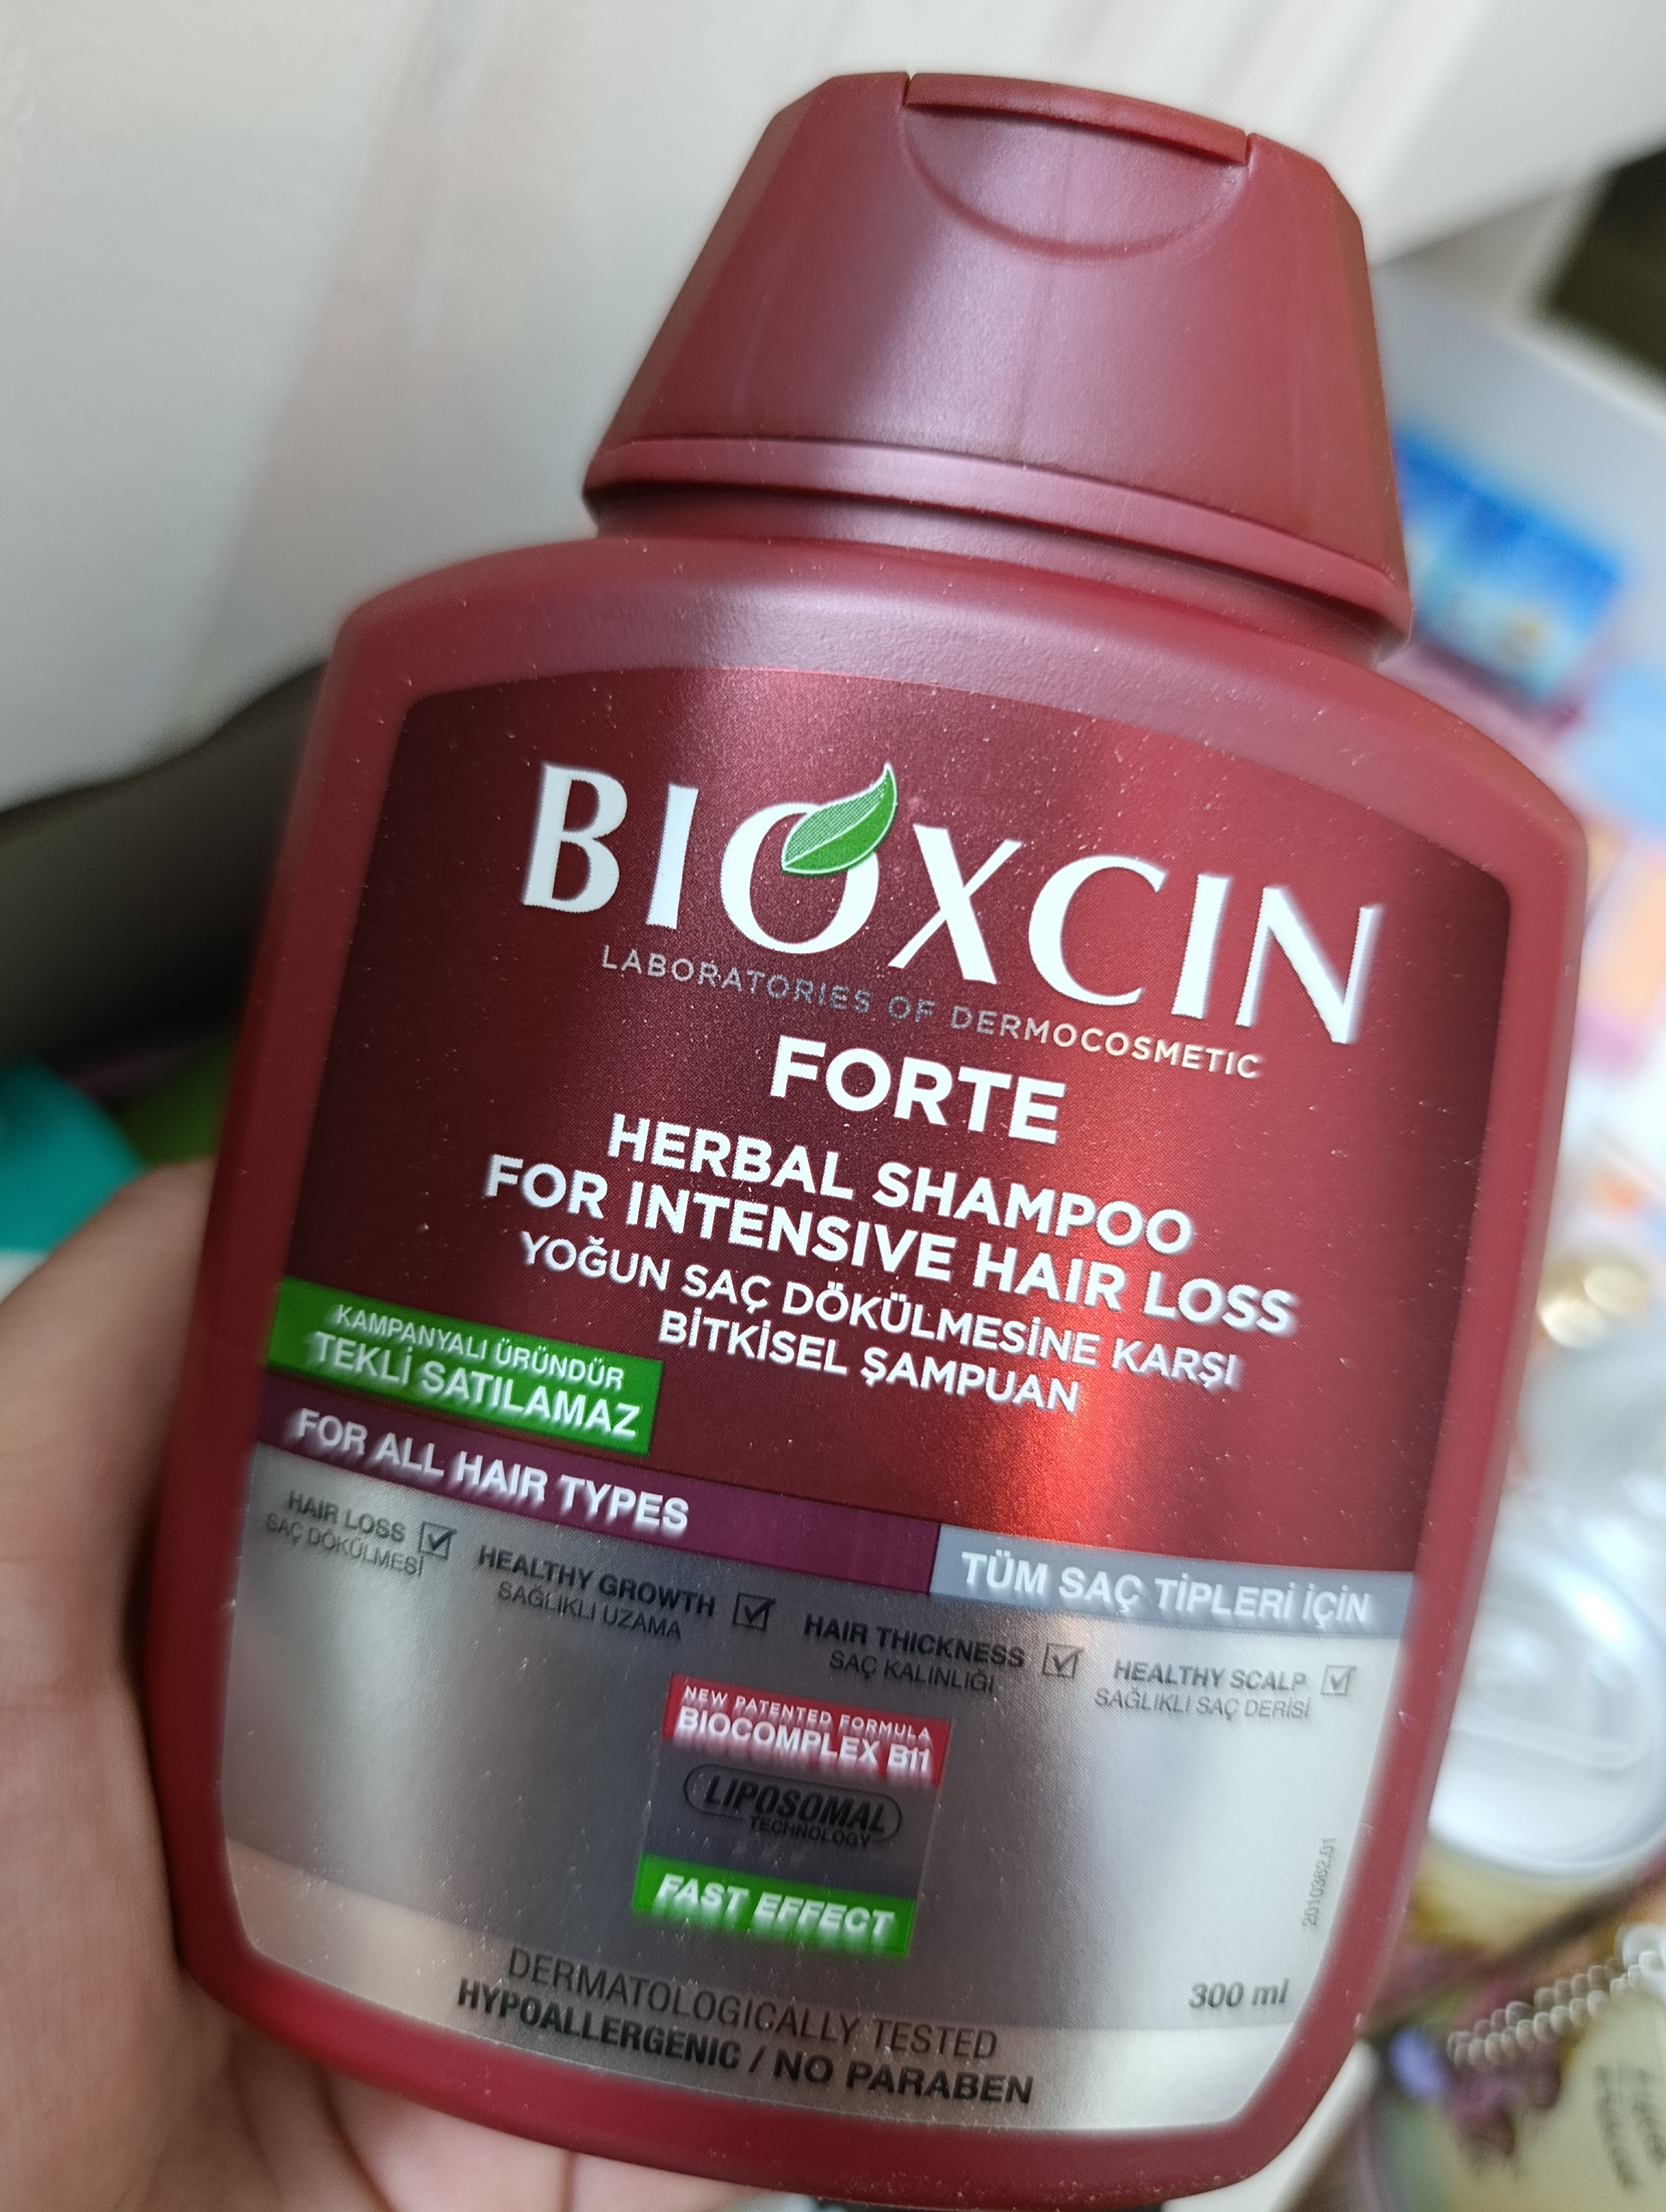 BIOXCIN
LABORATORIES OF DERMOCOSMETIC
FORTE
HERBAL SHAMPOO
FOR INTENSIVE HAIR LOSS
YOĞUN SAÇ DÖKÜLMESİNE KARŞI
BİTKİSEL ŞAMPUAN
KAMPANYALI ÜRÜNDÜR
TEKLİ SATILAMAZ
FOR ALL HAIR TYPES
TÜM SAÇ TİPLERİ İÇİN
HAIR LOSS
SAÇ DÖKÜLMESİ
HEALTHY GROWTH
SAĞLIKLI UZAMA
HAIR THICKNESS
SAÇ KALINLIĞI
HEALTHY SCALP
SAĞLIKLI SAÇ DERİSİ
NEW PATENTED FORMULA
BIOCOMPLEX B11
LIPOSOMAL
TECHNOLOGY
FAST EFFECT
2010362.01
300 ml
DERMATOLOGICALLY TESTED
HYPOALLERGENIC / NO PARABEN